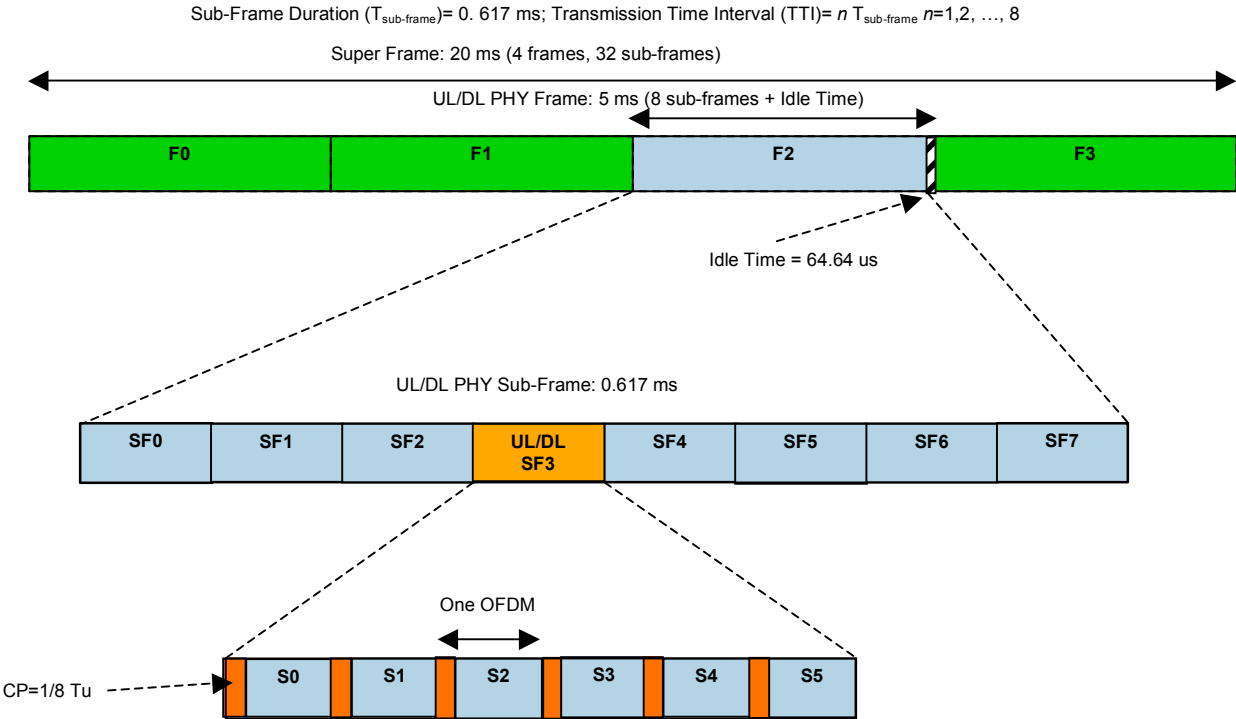 Sub-Frame Duration (Tsub-frame)= 0. 617 ms; Transmission Time Interval (TTI)= n Tsub-frame n=1,2, …, 8
Super Frame: 20 ms (4 frames, 32 sub-frames)
UL/DL PHY Frame: 5 ms (8 sub-frames + Idle Time)
F0 F1 F2 F3
Idle Time = 64.64 us
UL/DL PHY Sub-Frame: 0.617 ms
SF0 SF1 SF2 UL/DL SF4 SF5 SF6 SF7
SF3
One OFDM
S0 S1 S2 S3 S4 S5
CP=1/8 Tu